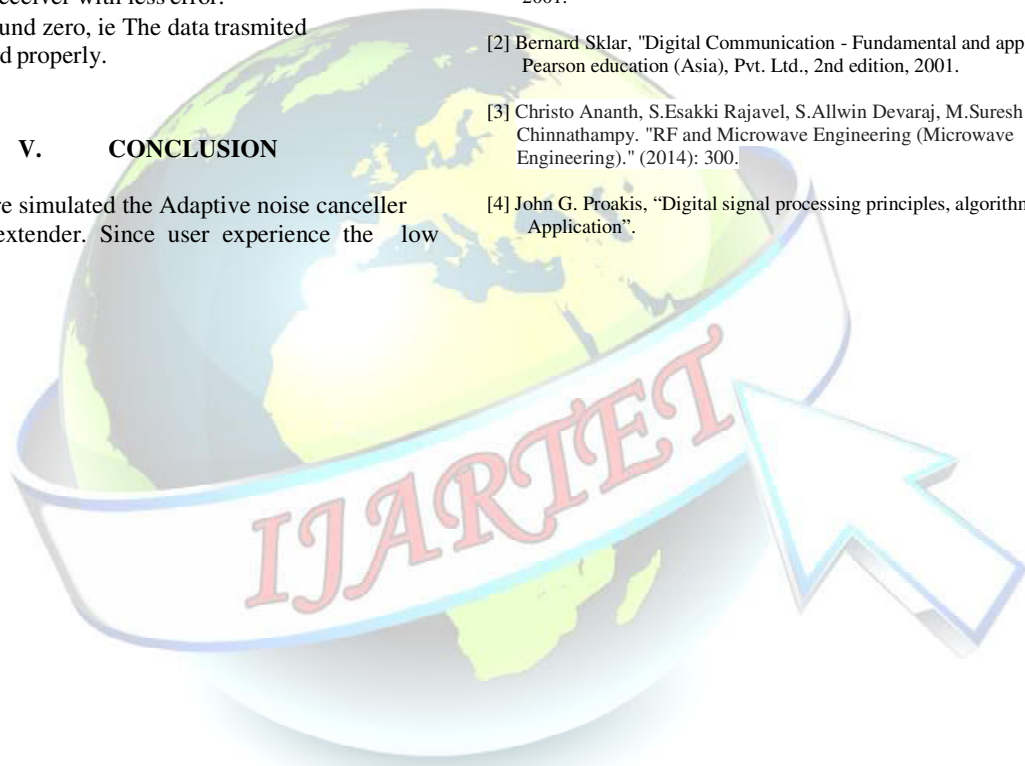 ceiver with less error.
und zero, ie The data trasmited
d properly.
V. CONCLUSION
re simulated the Adaptive noise canceller
extender. Since user experience the low
2001.
[2] Bernard Sklar, "Digital Communication - Fundamental and app
Pearson education (Asia), Pvt. Ltd., 2nd edition, 2001.
[3] Christo Ananth, S.Esakki Rajavel, S.Allwin Devaraj, M.Suresh
Chinnathampy. "RF and Microwave Engineering (Microwave
Engineering)." (2014): 300.
[4] John G. Proakis, “Digital signal processing principles, algorithm
Application”.
IJARTET